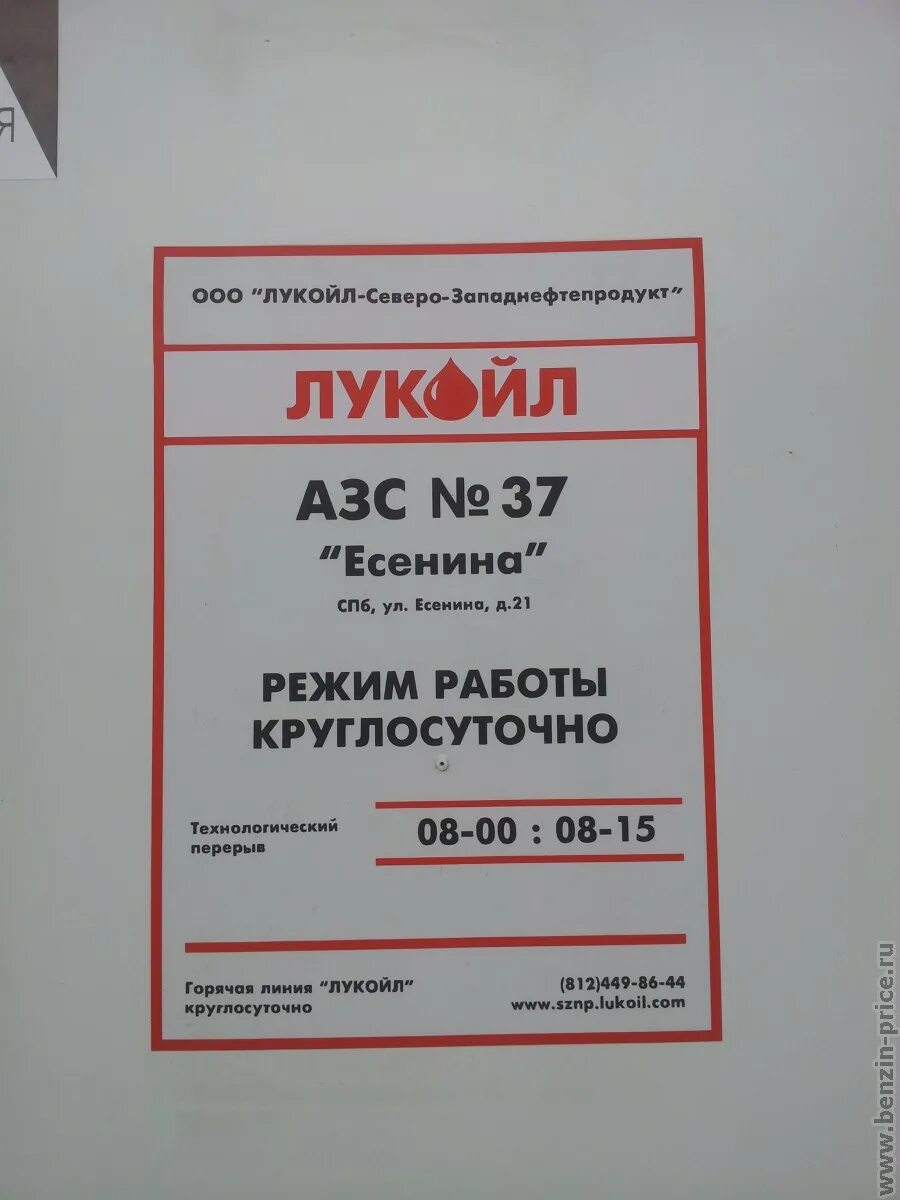 Я
ООО "ЛУКОЙЛ-Северо-Западнефтепродукт"
ЛУКОЙЛ
АЗС № 37
"Есенина"
СПб, ул. Есенина, д.21
РЕЖИМ РАБОТЫ
КРУГЛОСУТОЧНО
Технологический
перерыв
08-00 : 08-15
Горячая линия "ЛУКОЙЛ"
круглосуточно
(812)449-86-44
www.sznp.lukoil.com
www.benzin-price.ru